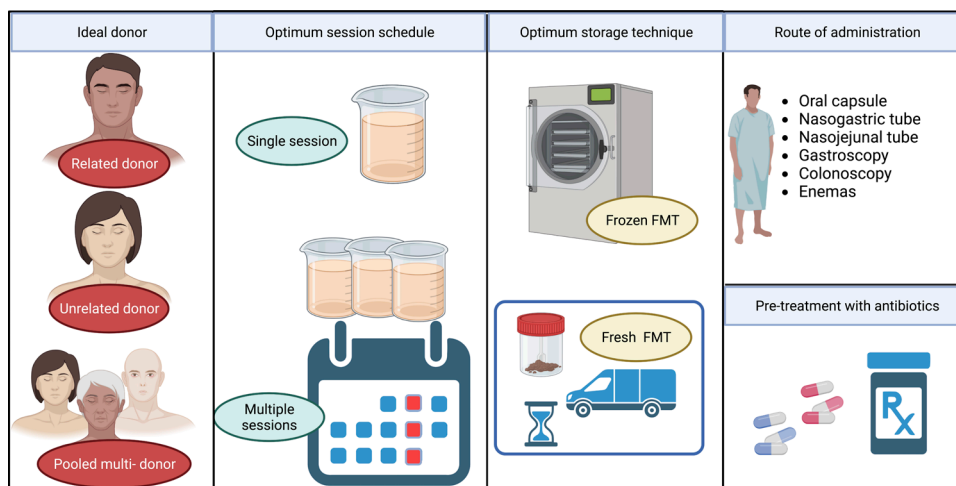 Ideal donor
Related donor
Unrelated donor
Pooled multi- donor
Optimum session schedule
Single session
Multiple
sessions
Optimum storage technique
Frozen FMT
Fresh FMT
Route of administration
• Oral capsule
• Nasogastric tube
• Nasojejunal tube
• Gastroscopy
• Colonoscopy
• Enemas
Pre-treatment with antibiotics
Rx